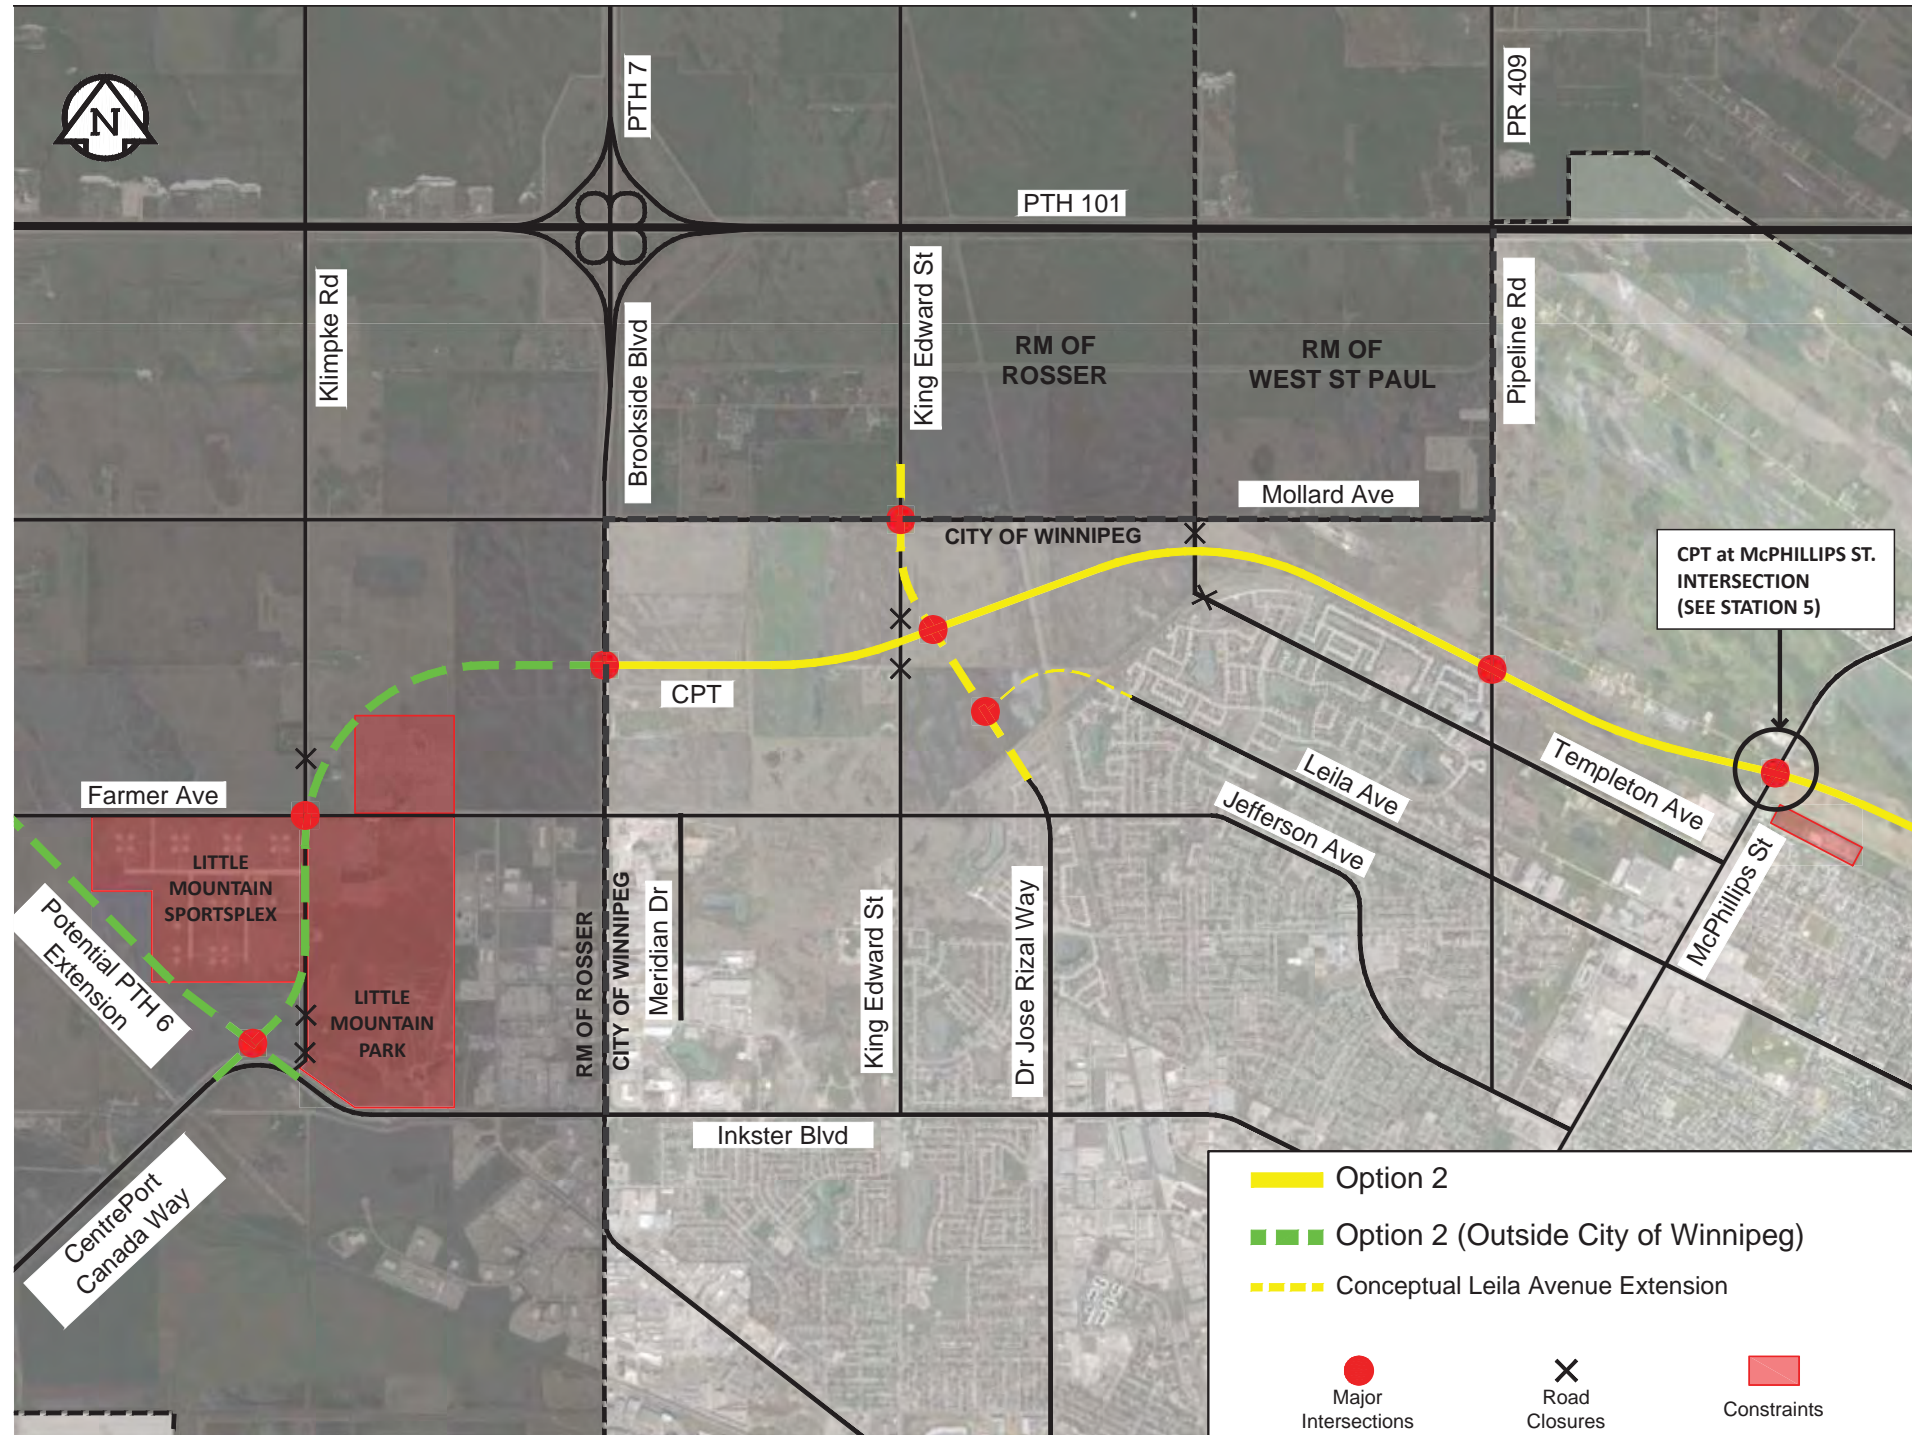 N
PTH 7
PR 409
PTH 101
Klimpke Rd
Brookside Blvd
King Edward St
RM OF
ROSSER
RM OF
WEST ST PAUL
Pipeline Rd
Mollard Ave
CITY OF WINNIPEG
CPT at McPHILLIPS ST.
INTERSECTION
(SEE STATION 5)
CPT
Farmer Ave
Leila Ave
Templeton Ave
Jefferson Ave
McPhillips St
LITTLE
MOUNTAIN
SPORTSPLEX
Potential PTH 6
Extension
LITTLE
MOUNTAIN
PARK
RM OF ROSSER
CITY OF WINNIPEG
Meridian Dr
King Edward St
Dr Jose Rizal Way
Inkster Blvd
CentrePort
Canada Way
Option 2
Option 2 (Outside City of Winnipeg)
Conceptual Leila Avenue Extension
Major
Intersections
Road
Closures
Constraints